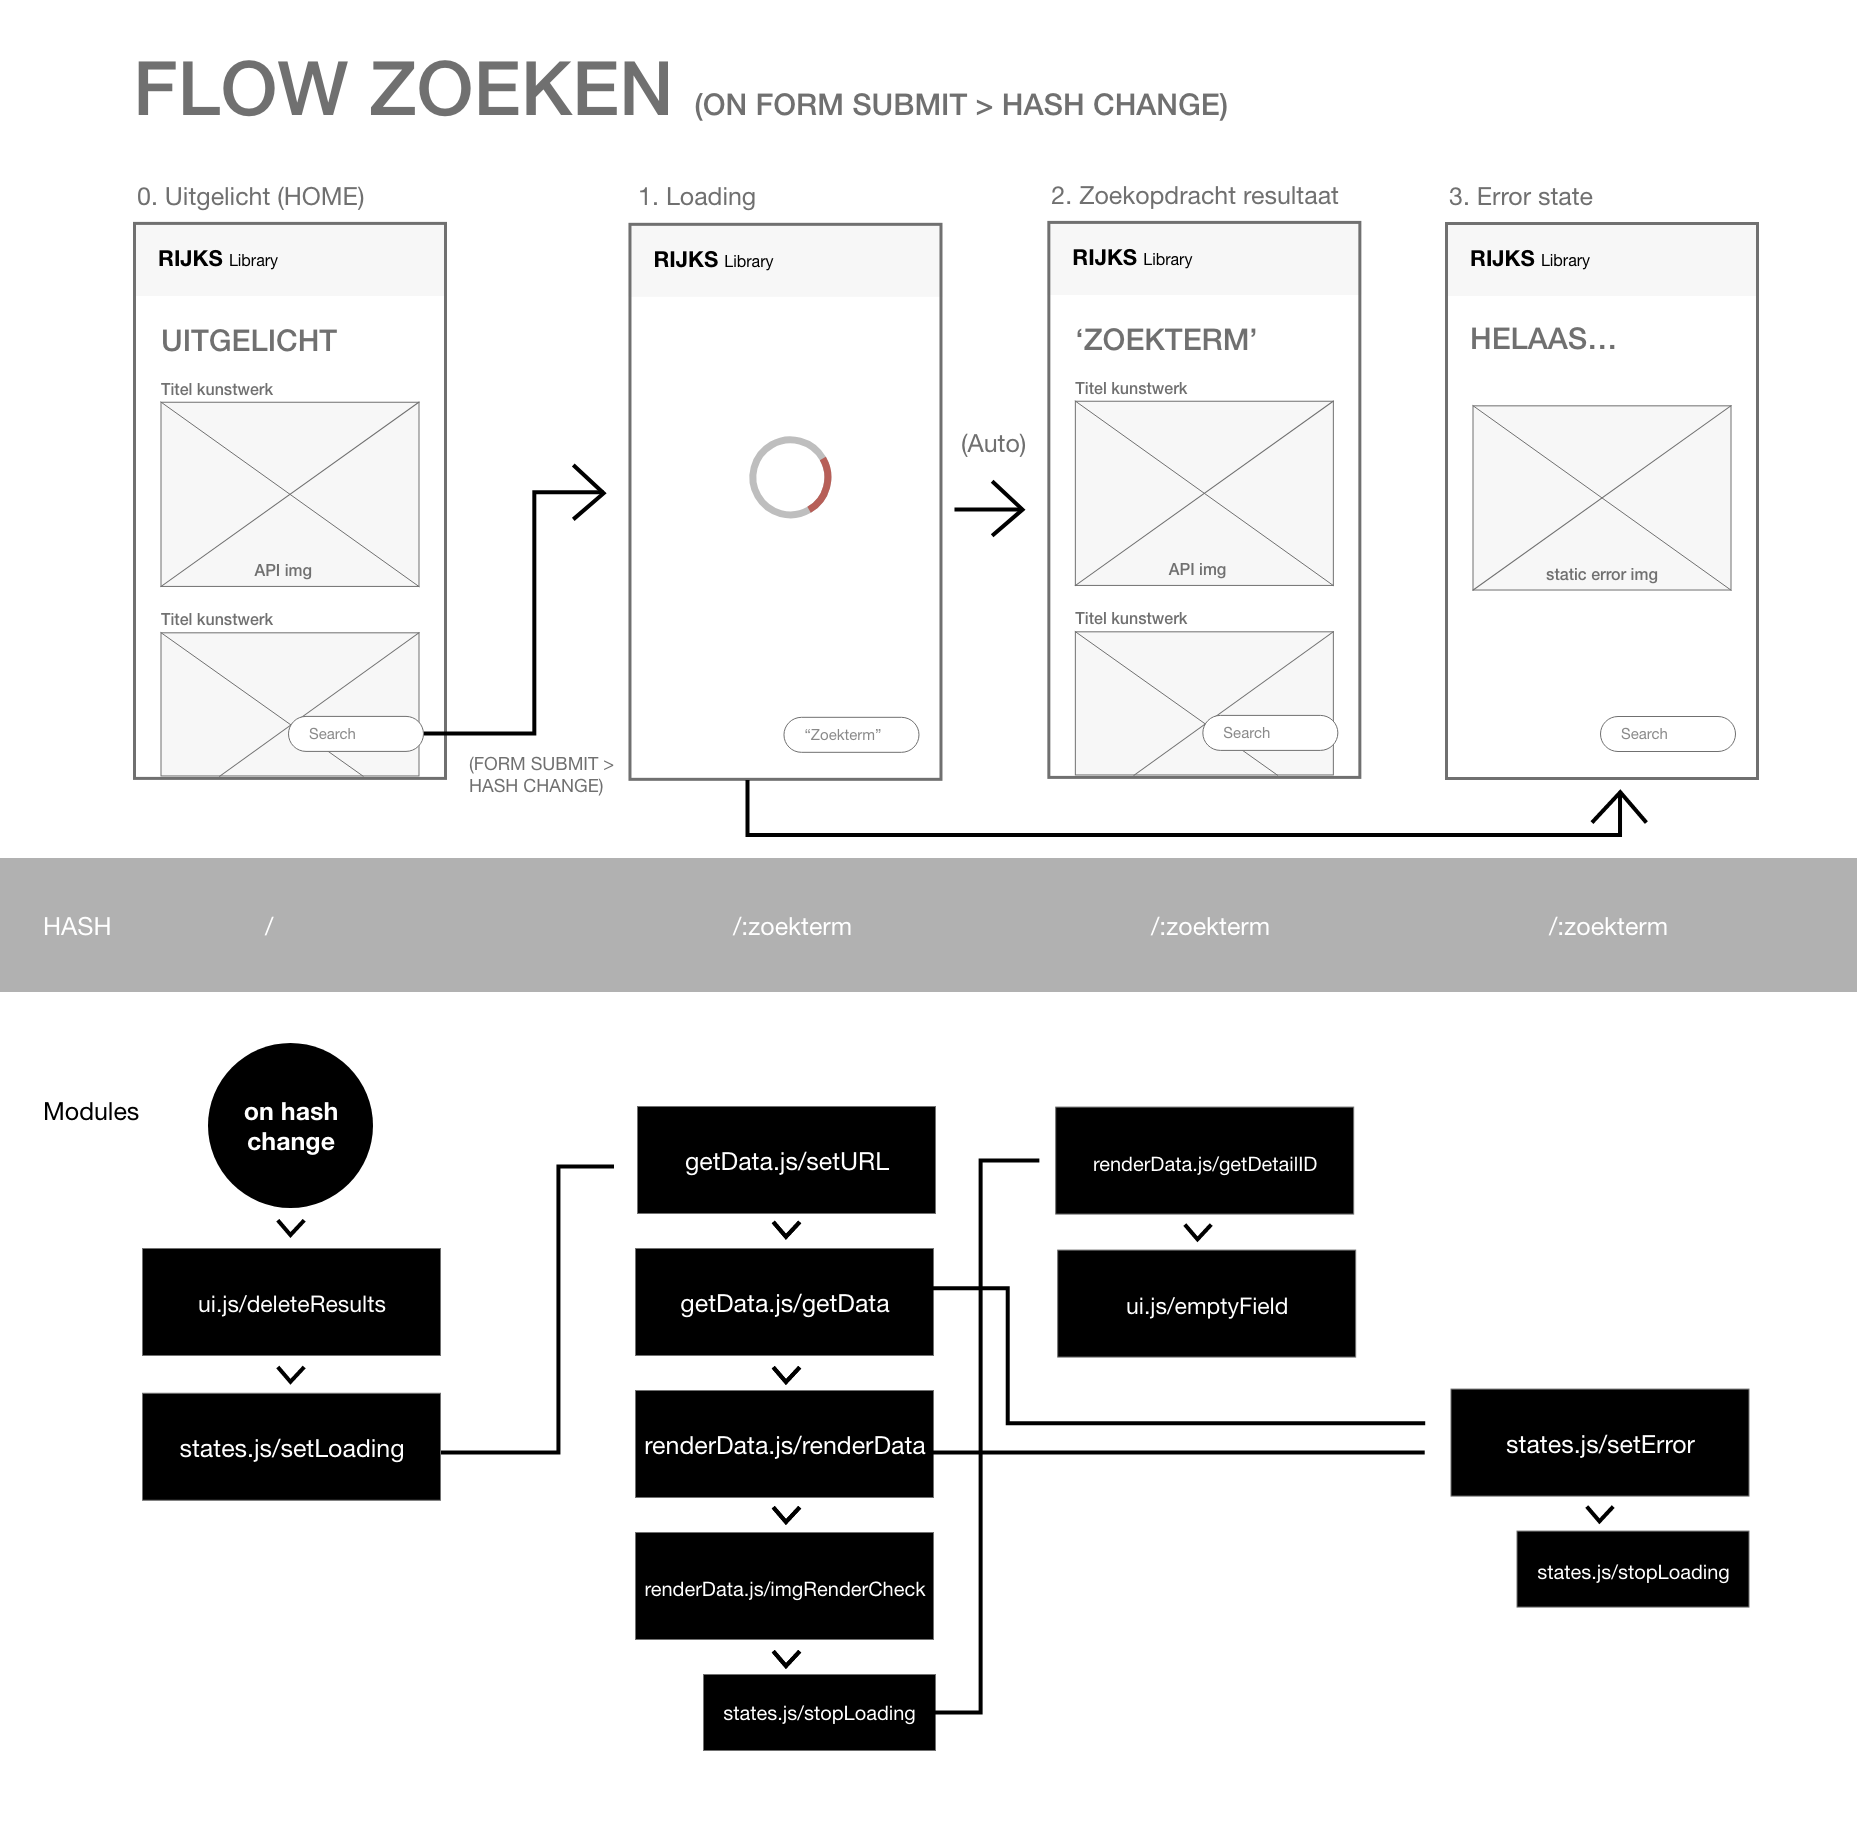 FLOW ZOEKEN (ON FORM SUBMIT > HASH CHANGE)
0. Uitgelicht (HOME)
RIJKS Library
UITGELICHT
Titel kunstwerk
API img
Titel kunstwerk
Search
(FORM SUBMIT >
HASH CHANGE)
1. Loading
RIJKS Library
“Zoekterm”
(Auto)
2. Zoekopdracht resultaat
RIJKS Library
‘ZOEKTERM’
Titel kunstwerk
API img
Titel kunstwerk
Search
3. Error state
RIJKS Library
HELAAS...
static error img
Search
HASH / /:zoekterm /:zoekterm /:zoekterm
Modules
on hash
change
ui.js/deleteResults
states.js/setLoading
getData.js/setURL
getData.js/getData
renderData.js/renderData
renderData.js/imgRenderCheck
states.js/stopLoading
renderData.js/getDetailID
ui.js/emptyField
states.js/setError
states.js/stopLoading